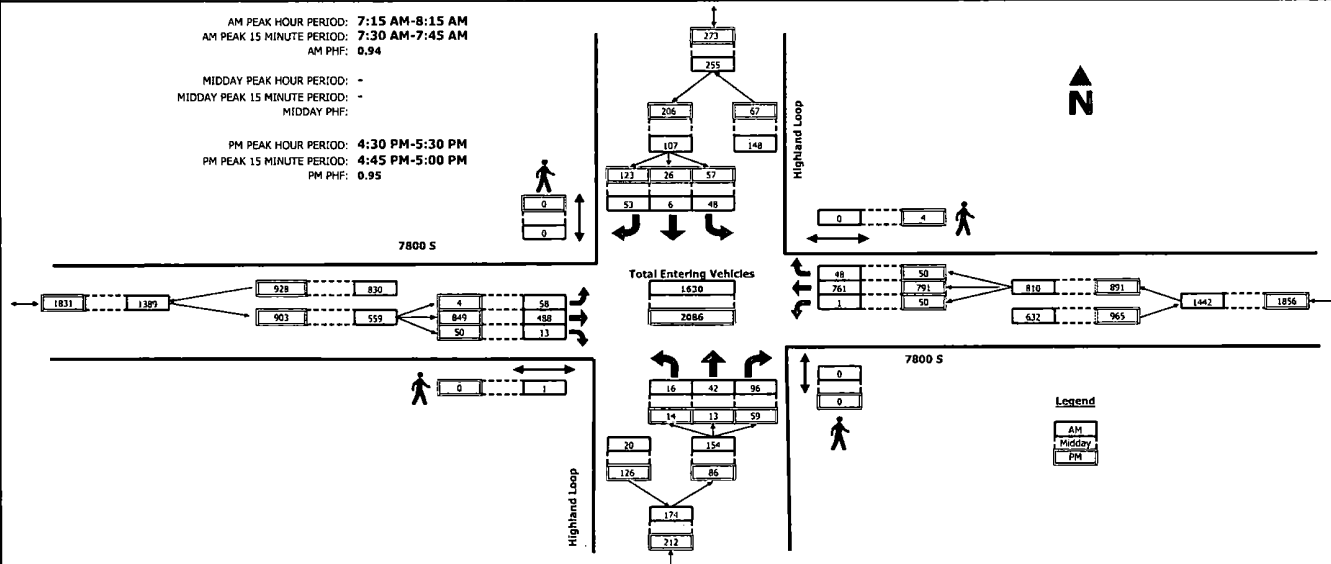 AM PEAK HOUR PERIOD: 7:15 AM-8:15 AM
AM PEAK 15 MINUTE PERIOD: 7:30 AM-7:45 AM
AM PHF: 0.94
MIDDAY PEAK HOUR PERIOD: -
MIDDAY PEAK 15 MINUTE PERIOD: -
MIDDAY PHF:
PM PEAK HOUR PERIOD: 4:30 PM-5:30 PM
PM PEAK 15 MINUTE PERIOD: 4:45 PM-5:00 PM
PM PHF: 0.95
273
255
206 67
107 148
123 26 57
53 6 48
Highland Loop
N
0
0
0 4
7800 S
Total Entering Vehicles
1630
2086
1831 1389
928 830
903 559
4 58
849 488
50 13
48 50
761 791
1 50
810 891
632 965
1442 1856
7800 S
0 1
16 42 96
14 13 59
20 154
126 86
174
212
Highland Loop
0
0
Legend
AM
Midday
PM